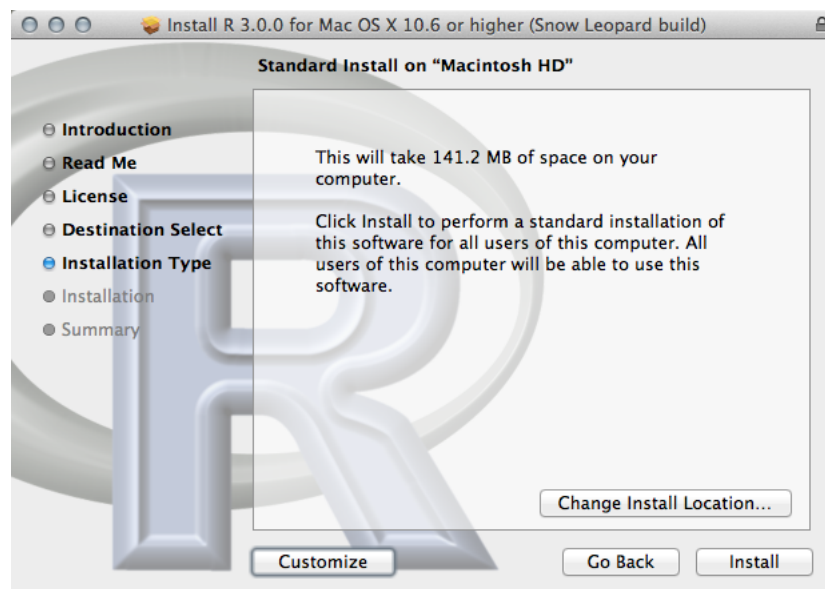 Install R 3.0.0 for Mac OS X 10.6 or higher (Snow Leopard build)
Standard Install on “Macintosh HD”
Introduction
Read Me
License
Destination Select
Installation Type
Installation
Summary
This will take 141.2 MB of space on your
computer.
Click Install to perform a standard installation of
this software for all users of this computer. All
users of this computer will be able to use this
software.
Change Install Location...
Customize
Go Back
Install
R